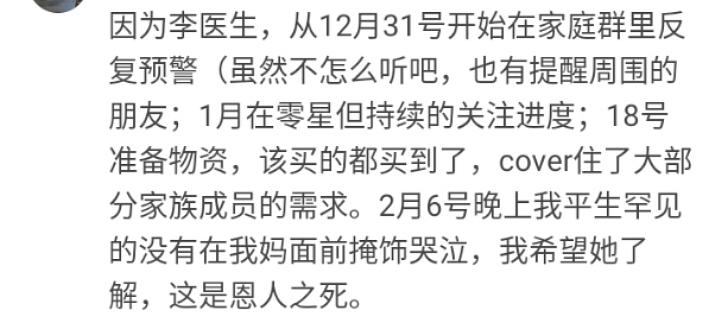 因为李医生，从12月31号开始在家庭群里反
复预警（虽然不怎么听吧，也有提醒周围的
朋友；1月在零星但持续的关注进度；18号
准备物资，该买的都买到了，cover住了大部
分家族成员的需求。2月6号晚上我平生罕见
的没有在我妈面前掩饰哭泣，我希望她了
解，这是恩人之死。